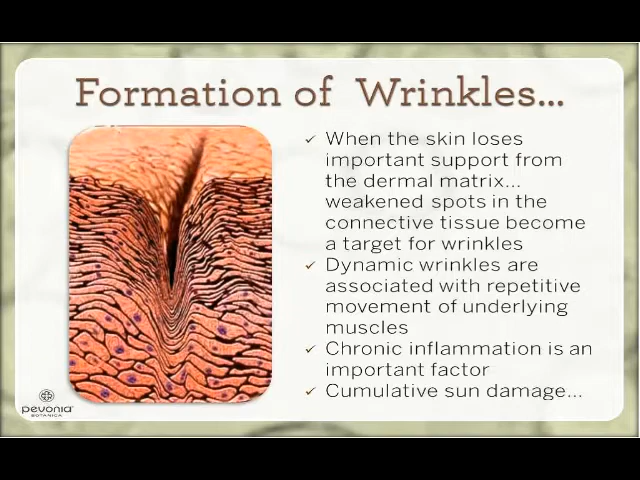 Formation of Wrinkles...
✓ When the skin loses
important support from
the dermal matrix...
weakened spots in the
connective tissue become
a target for wrinkles
✓ Dynamic wrinkles are
associated with repetitive
movement of underlying
muscles
✓ Chronic inflammation is an
important factor
✓ Cumulative sun damage...
pevonia®
BOTANICA